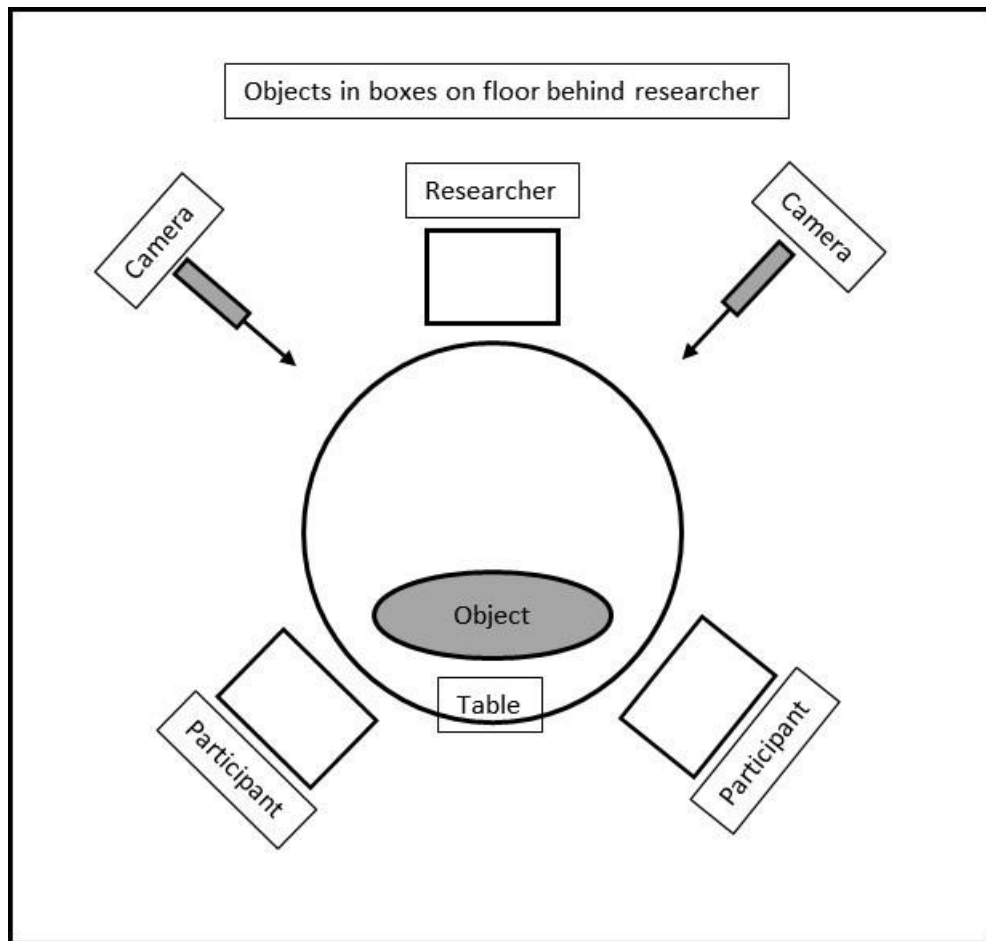 Objects in boxes on floor behind researcher
Researcher
Camera
Camera
Object
Table
Participant
Participant